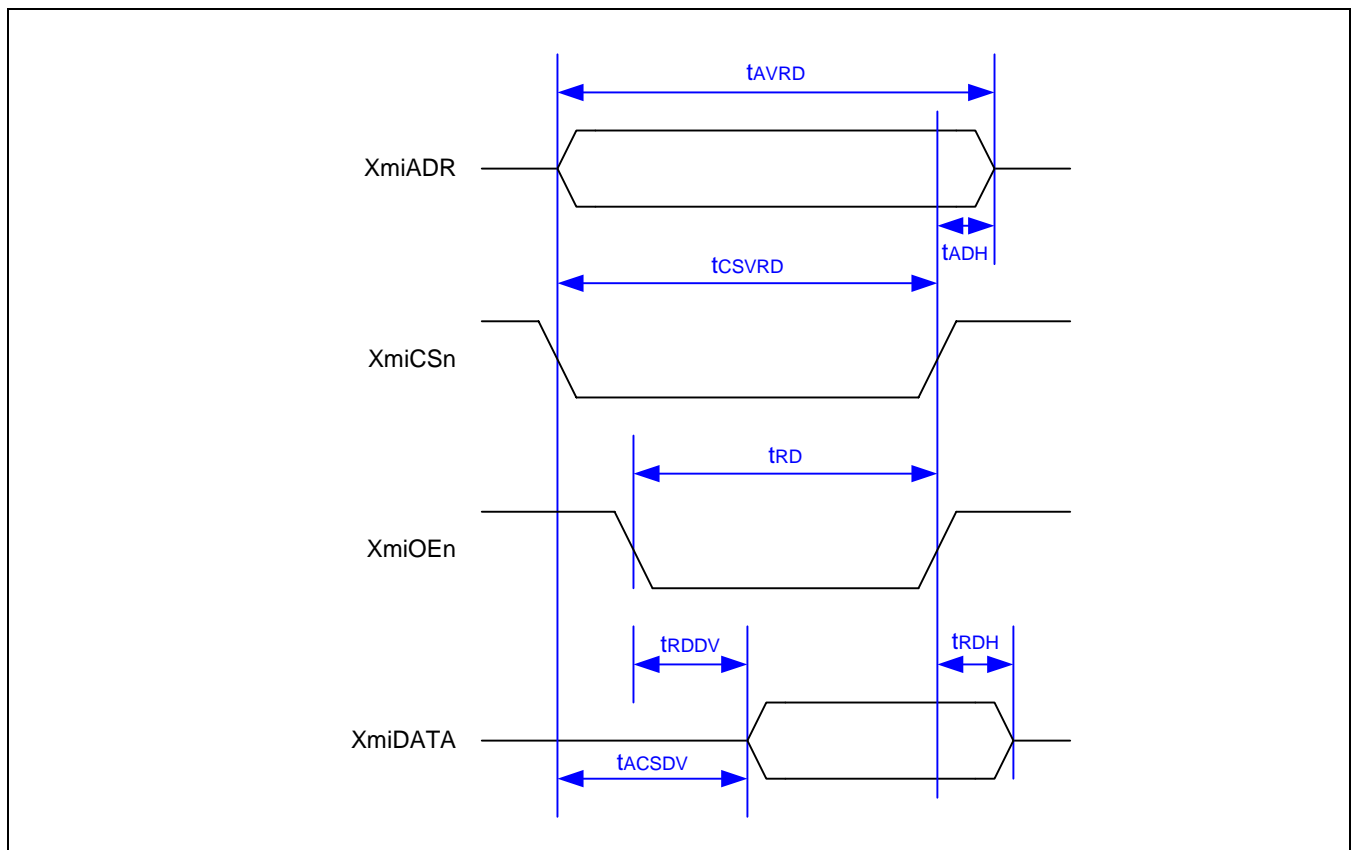 tAVRD
XmiADR
tADH
tCSVRD
XmiCSn
tRD
XmiOEn
tRDDV
tRDH
XmiDATA
tACSDV